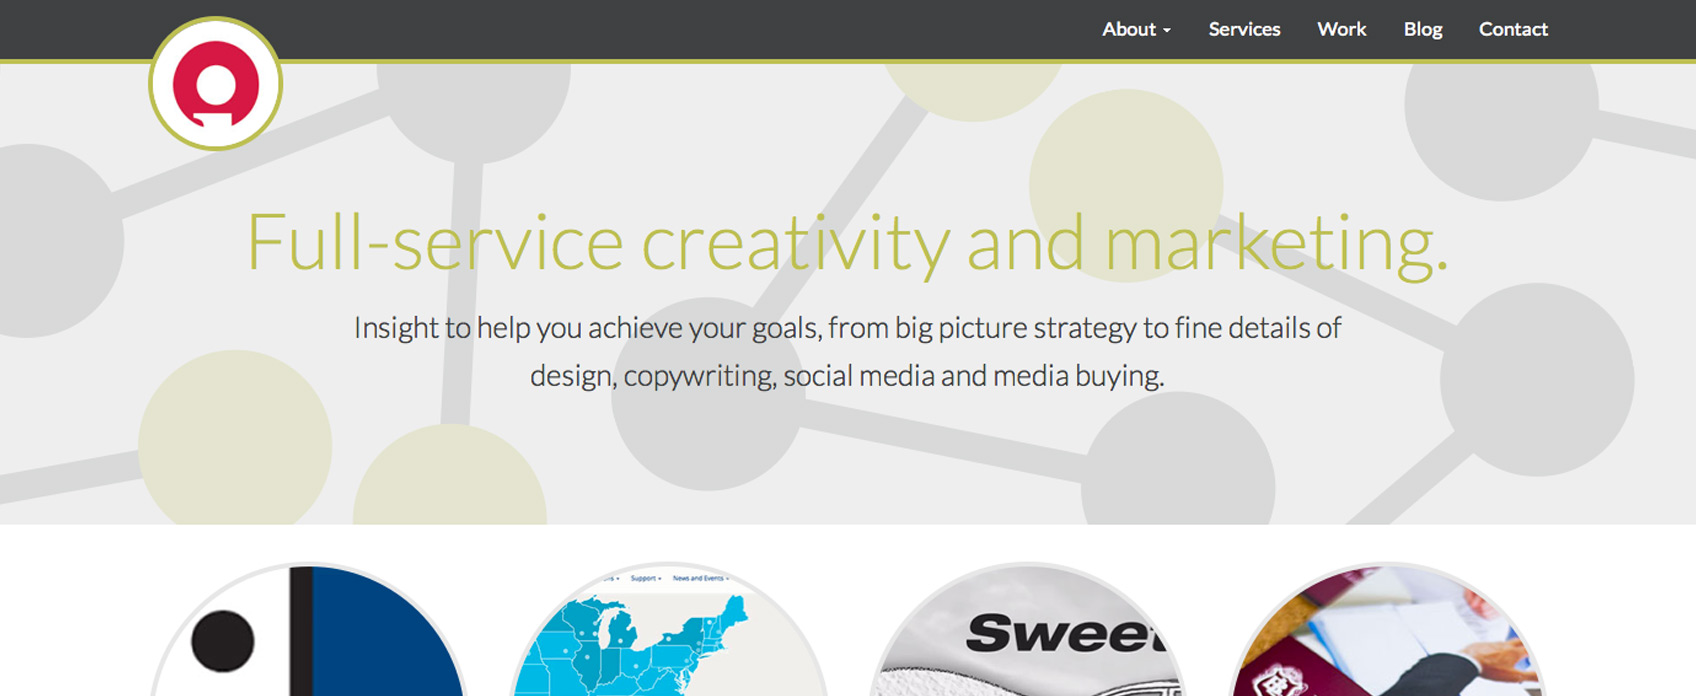 About Services Work Blog Contact
Full-service creativity and marketing.
Insight to help you achieve your goals, from big picture strategy to fine details of
design, copywriting, social media and media buying.
Support News and Events
Sweet